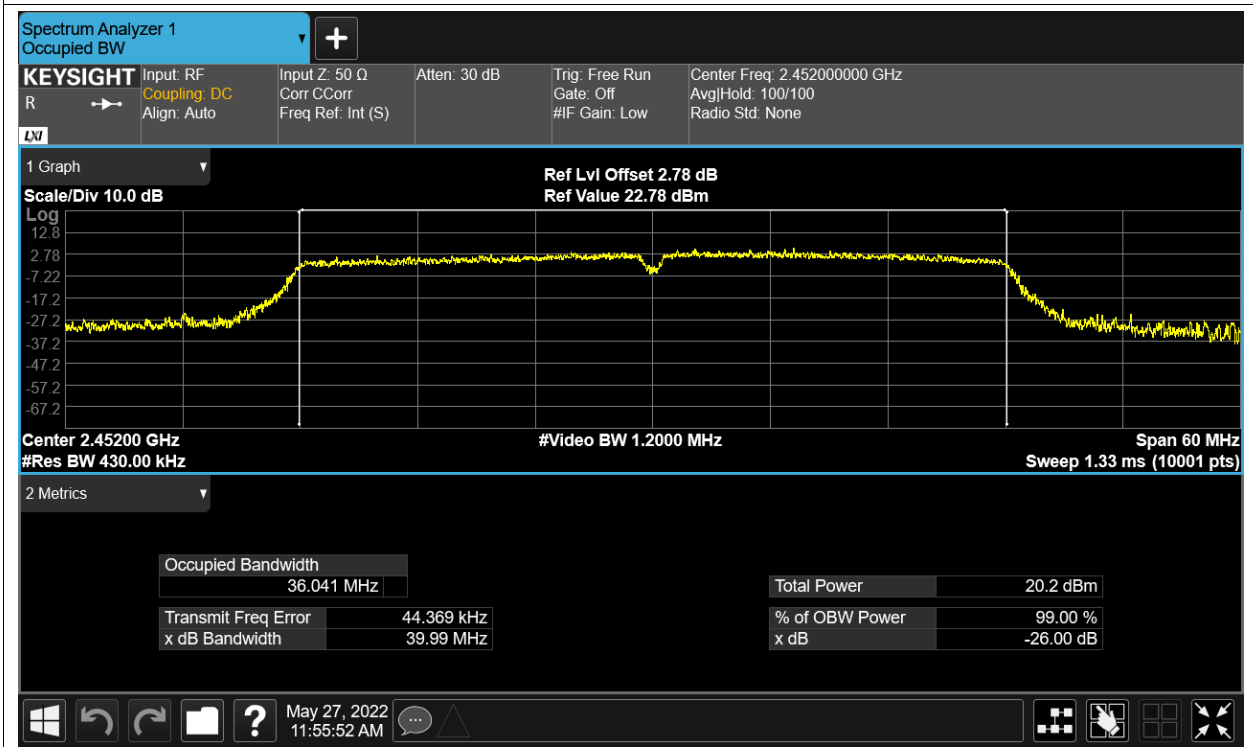 Spectrum Analyzer 1
Occupied BW
KEYSIGHT
R
LXI
Input: RF
Coupling: DC
Align: Auto
Input Z: 50 Ω
Corr CCorr
Freq Ref: Int (S)
Atten: 30 dB
Trig: Free Run
Gate: Off
#IF Gain: Low
Center Freq: 2.452000000 GHz
Avg|Hold: 100/100
Radio Std: None
1 Graph
Scale/Div 10.0 dB
Ref Lvl Offset 2.78 dB
Ref Value 22.78 dBm
Log
12.8
2.78
-7.22
-17.2
-27.2
-37.2
-47.2
-57.2
-67.2
Center 2.45200 GHz
#Video BW 1.2000 MHz
Span 60 MHz
#Res BW 430.00 kHz
Sweep 1.33 ms (10001 pts)
2 Metrics
Occupied Bandwidth
36.041 MHz
Transmit Freq Error 44.369 kHz
x dB Bandwidth 39.99 MHz
Total Power 20.2 dBm
% of OBW Power 99.00 %
x dB -26.00 dB
?
May 27, 2022
11:55:52 AM